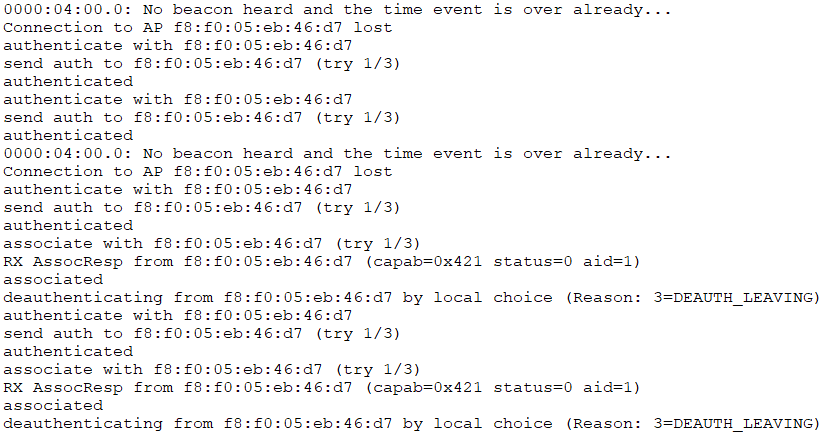 0000:04:00.0: No beacon heard and the time event is over already...
Connection to AP f8:f0:05:eb:46:d7 lost
authenticate with f8:f0:05:eb:46:d7
send auth to f8:f0:05:eb:46:d7 (try 1/3)
authenticated
authenticate with f8:f0:05:eb:46:d7
send auth to f8:f0:05:eb:46:d7 (try 1/3)
authenticated
0000:04:00.0: No beacon heard and the time event is over already...
Connection to AP f8:f0:05:eb:46:d7 lost
authenticate with f8:f0:05:eb:46:d7
send auth to f8:f0:05:eb:46:d7 (try 1/3)
authenticated
associate with f8:f0:05:eb:46:d7 (try 1/3)
RX AssocResp from f8:f0:05:eb:46:d7 (capab=0x421 status=0 aid=1)
associated
deauthenticating from f8:f0:05:eb:46:d7 by local choice (Reason: 3=DEAUTH_LEAVING)
authenticate with f8:f0:05:eb:46:d7
send auth to f8:f0:05:eb:46:d7 (try 1/3)
authenticated
associate with f8:f0:05:eb:46:d7 (try 1/3)
RX AssocResp from f8:f0:05:eb:46:d7 (capab=0x421 status=0 aid=1)
associated
deauthenticating from f8:f0:05:eb:46:d7 by local choice (Reason: 3=DEAUTH_LEAVING)